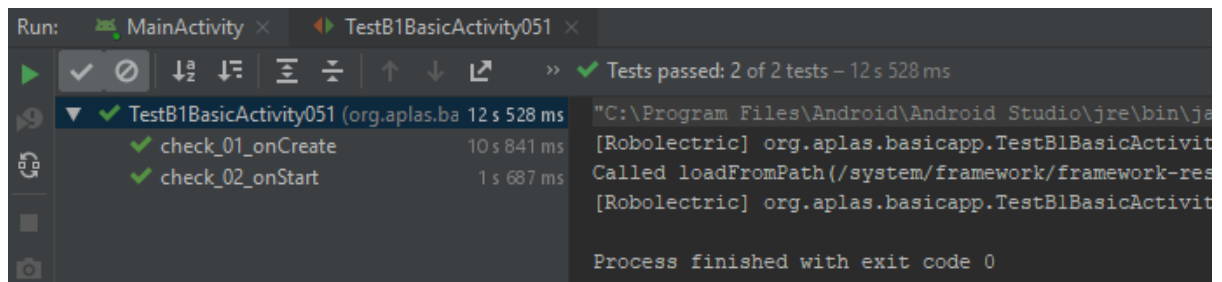 Run: MainActivity TestB1BasicActivity051
Tests passed: 2 of 2 tests – 12 s 528 ms
TestB1BasicActivity051 (org.aplas.ba 12 s 528 ms
check_01_onCreate 10 s 841 ms
check_02_onStart 1 s 687 ms
"C:\Program Files\Android\Android Studio\jre\bin\ja
[Robolectric] org.aplas.basicapp.TestB1BasicActivit
Called loadFromPath(/system/framework/framework-res
[Robolectric] org.aplas.basicapp.TestB1BasicActivit
Process finished with exit code 0